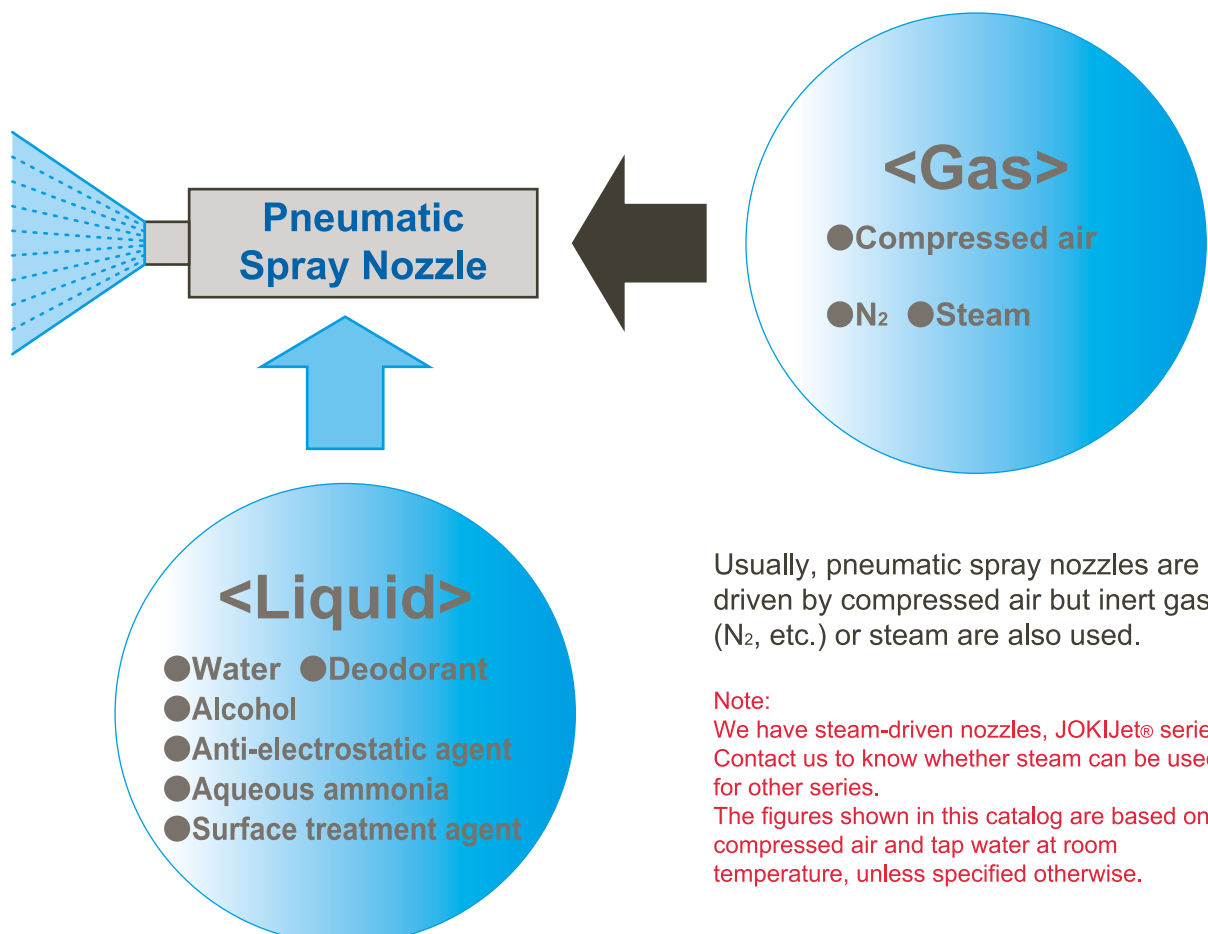 Pneumatic
Spray Nozzle
<Gas>
●Compressed air
●N₂ ●Steam
<Liquid>
●Water ●Deodorant
●Alcohol
●Anti-electrostatic agent
●Aqueous ammonia
●Surface treatment agent
Usually, pneumatic spray nozzles are
driven by compressed air but inert gas
(N₂, etc.) or steam are also used.
Note:
We have steam-driven nozzles, JOKIJet® serie
Contact us to know whether steam can be use
for other series.
The figures shown in this catalog are based on
compressed air and tap water at room
temperature, unless specified otherwise.